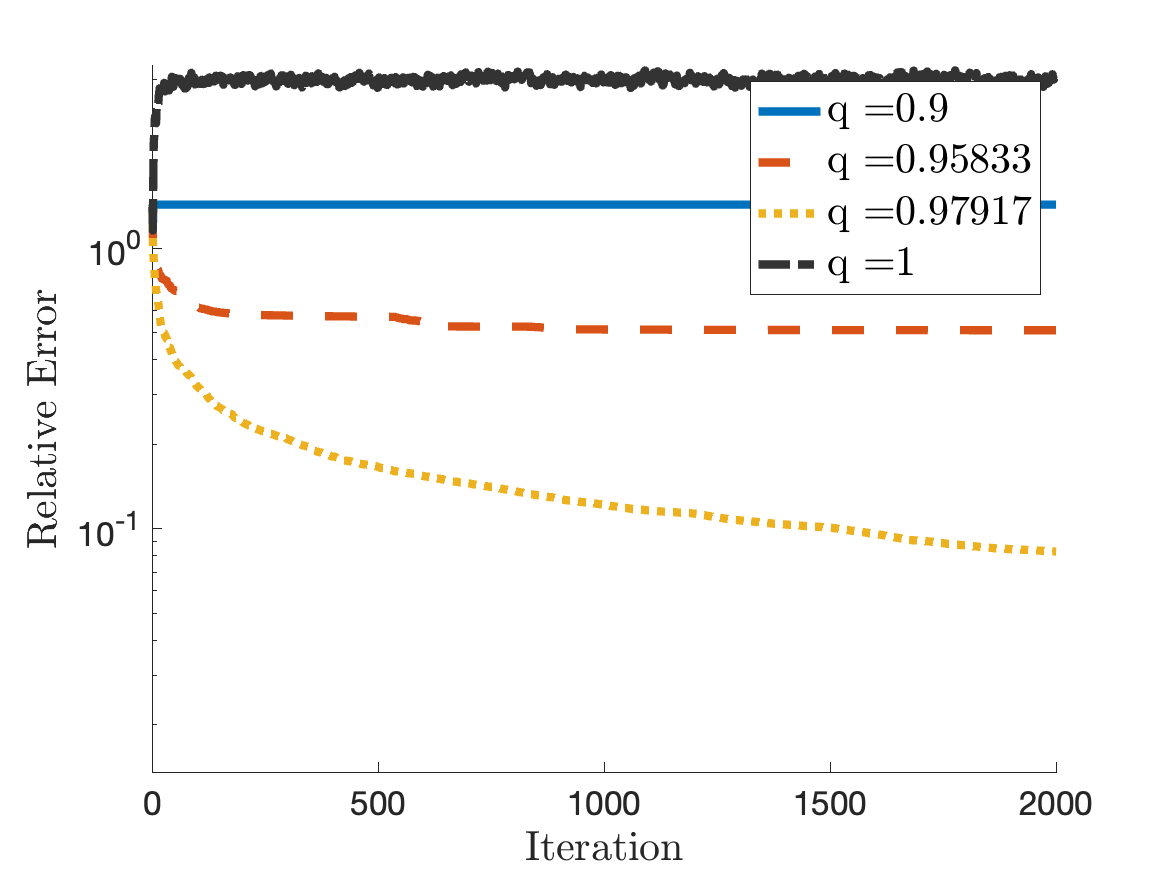 q =0.9
q =0.95833
q =0.97917
q =1
10^0
10^-1
Relative Error
0 500 1000 1500 2000
Iteration